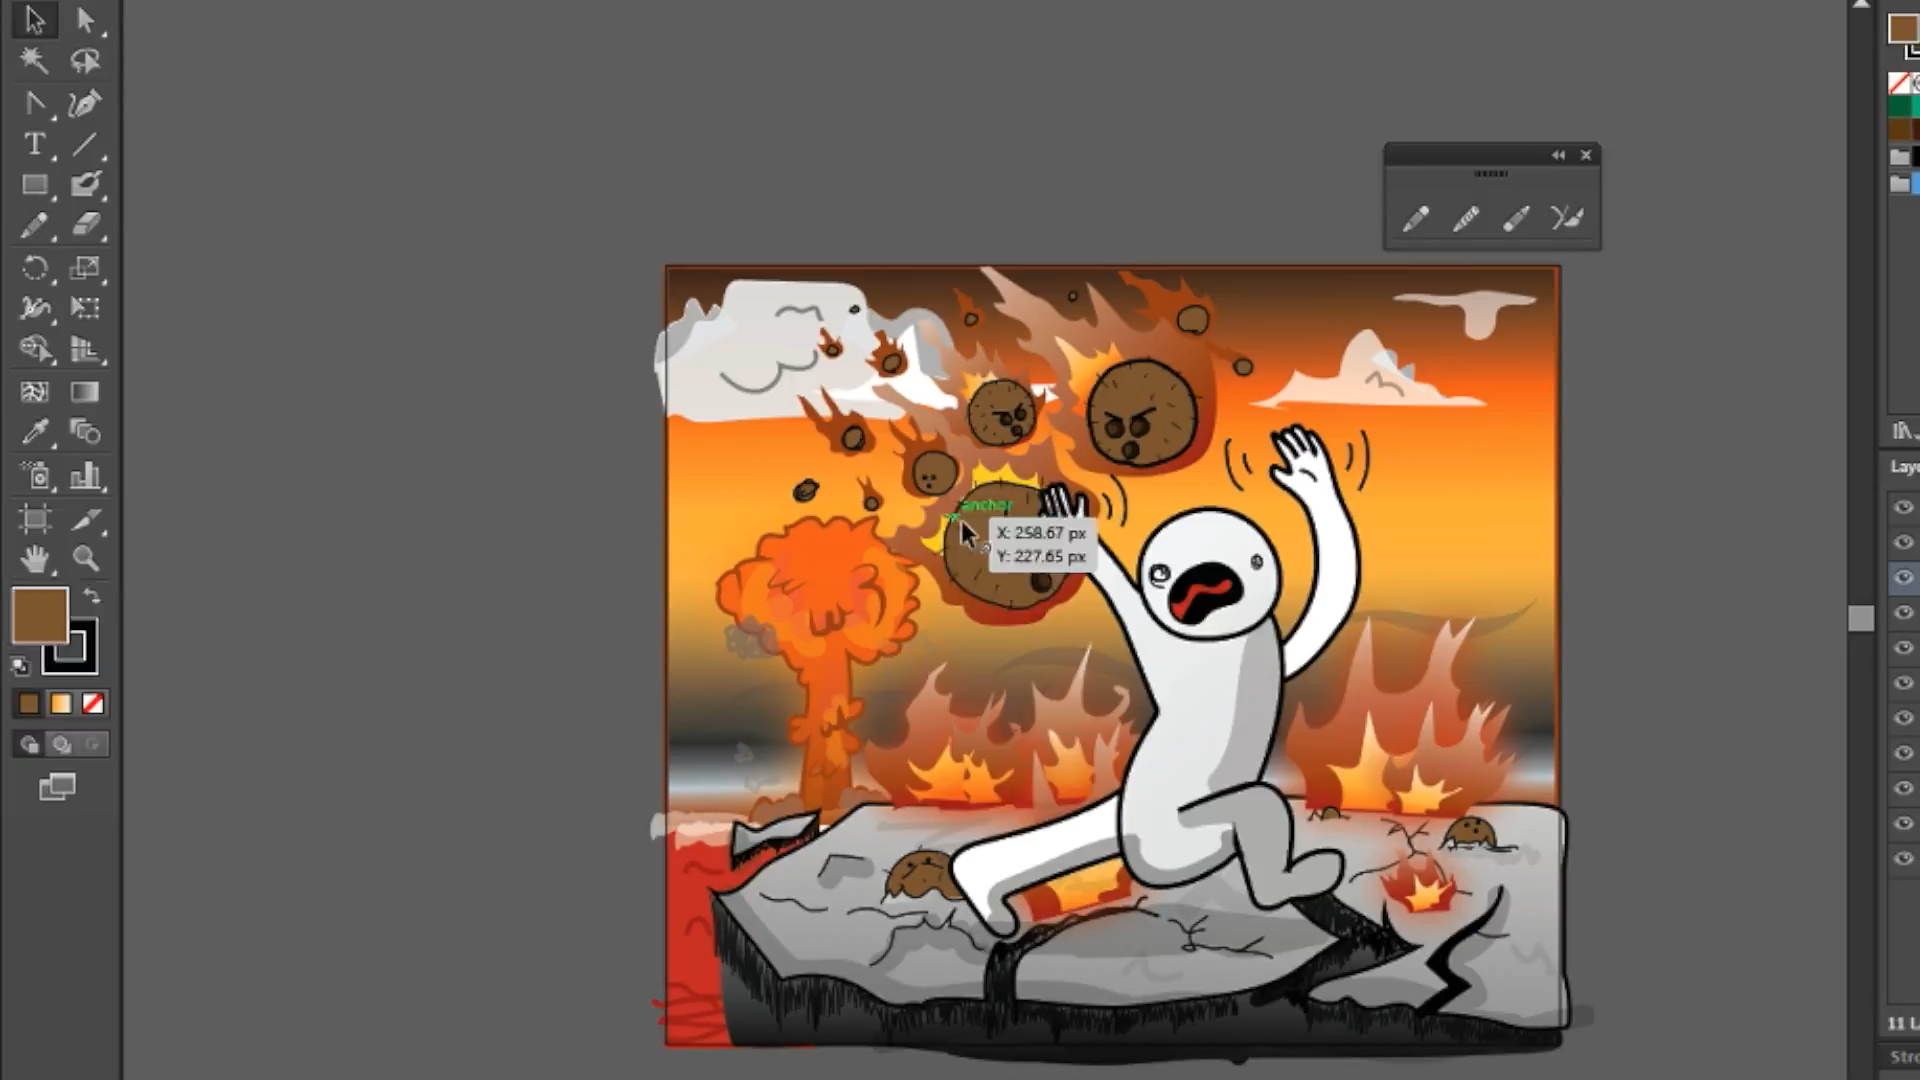 T
anchor
X: 258.67 px
Y: 227.65 px
Laye
11 L
Stro